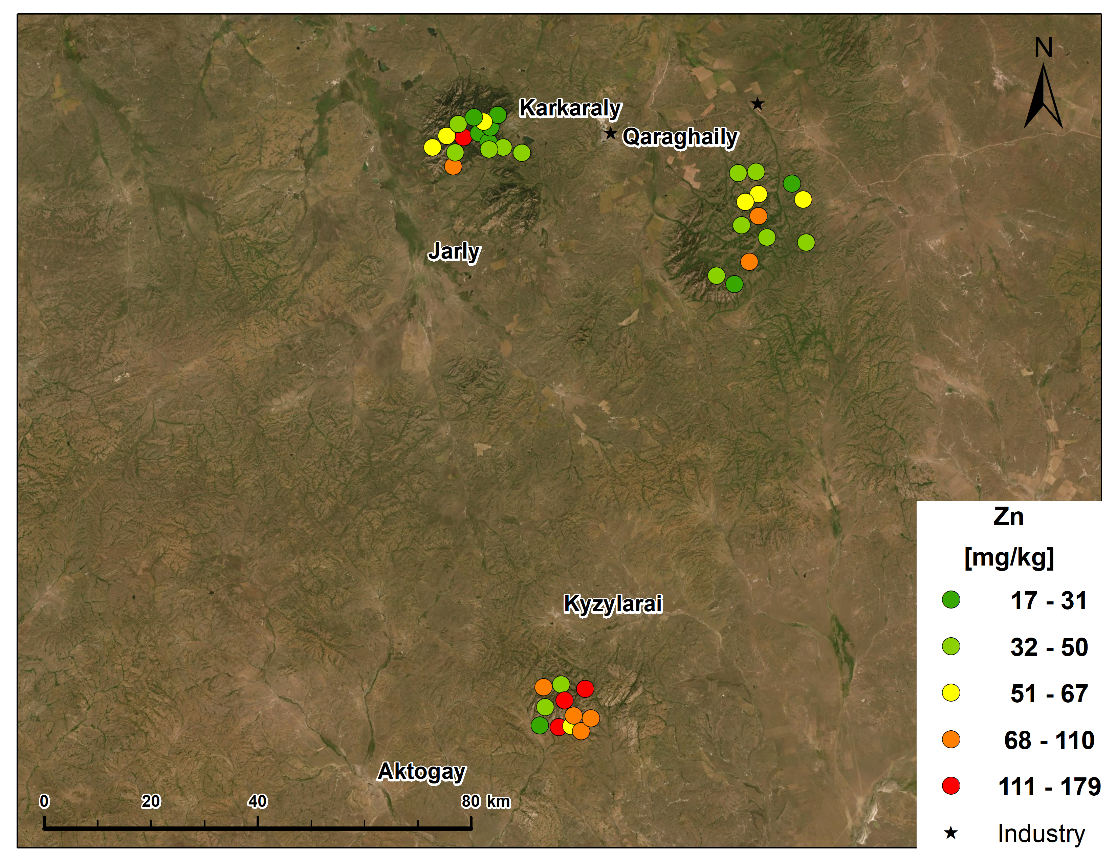 N
Karkaraly
Qaraghaily
Jarly
Kyzylarai
Aktogay
0 20 40 80 km
Zn
[mg/kg]
17 - 31
32 - 50
51 - 67
68 - 110
111 - 179
Industry